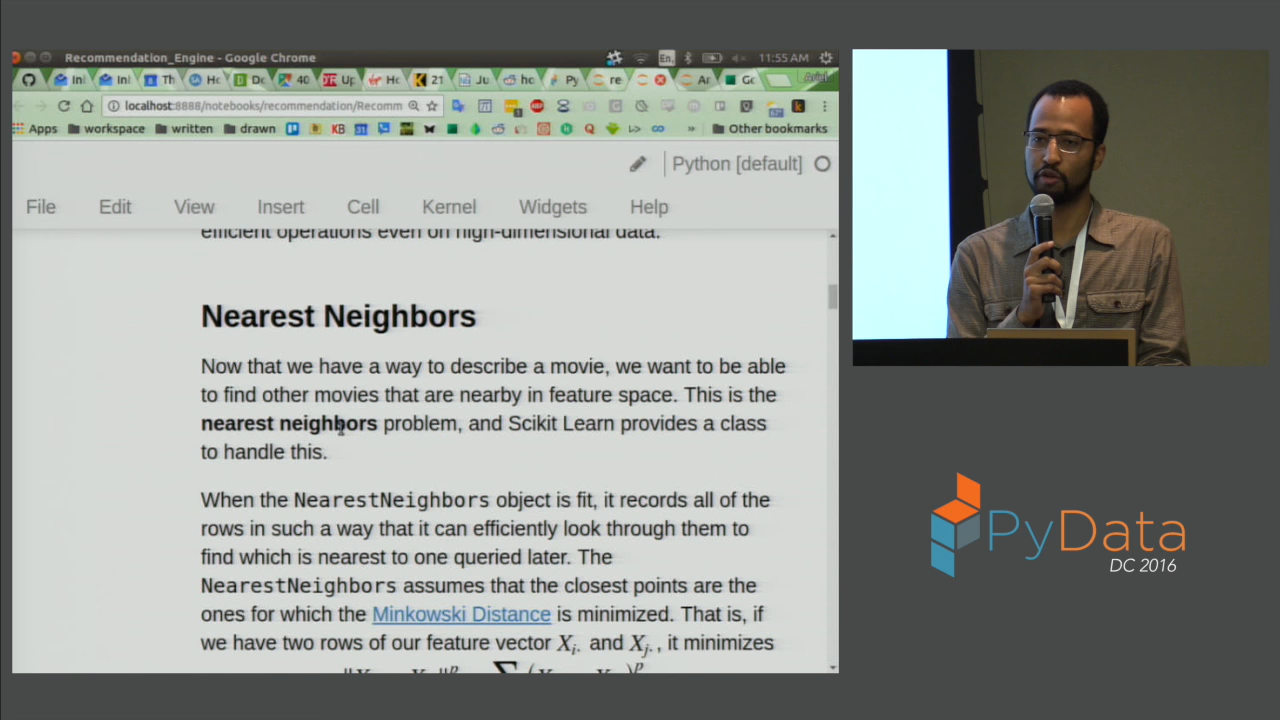 Recommendation_Engine - Google Chrome
En
11:55 AM
localhost:8888/notebooks/recommendation/Recomm
Apps workspace written drawn KB Other bookmarks
Python [default]
File Edit View Insert Cell Kernel Widgets Help
efficient operations even on high-dimensional data.
Nearest Neighbors
Now that we have a way to describe a movie, we want to be able
to find other movies that are nearby in feature space. This is the
nearest neighbors problem, and Scikit Learn provides a class
to handle this.
When the NearestNeighbors object is fit, it records all of the
rows in such a way that it can efficiently look through them to
find which is nearest to one queried later. The
NearestNeighbors assumes that the closest points are the
ones for which the Minkowski Distance is minimized. That is, if
we have two rows of our feature vector Xi· and Xj·, it minimizes
PyData
DC 2016